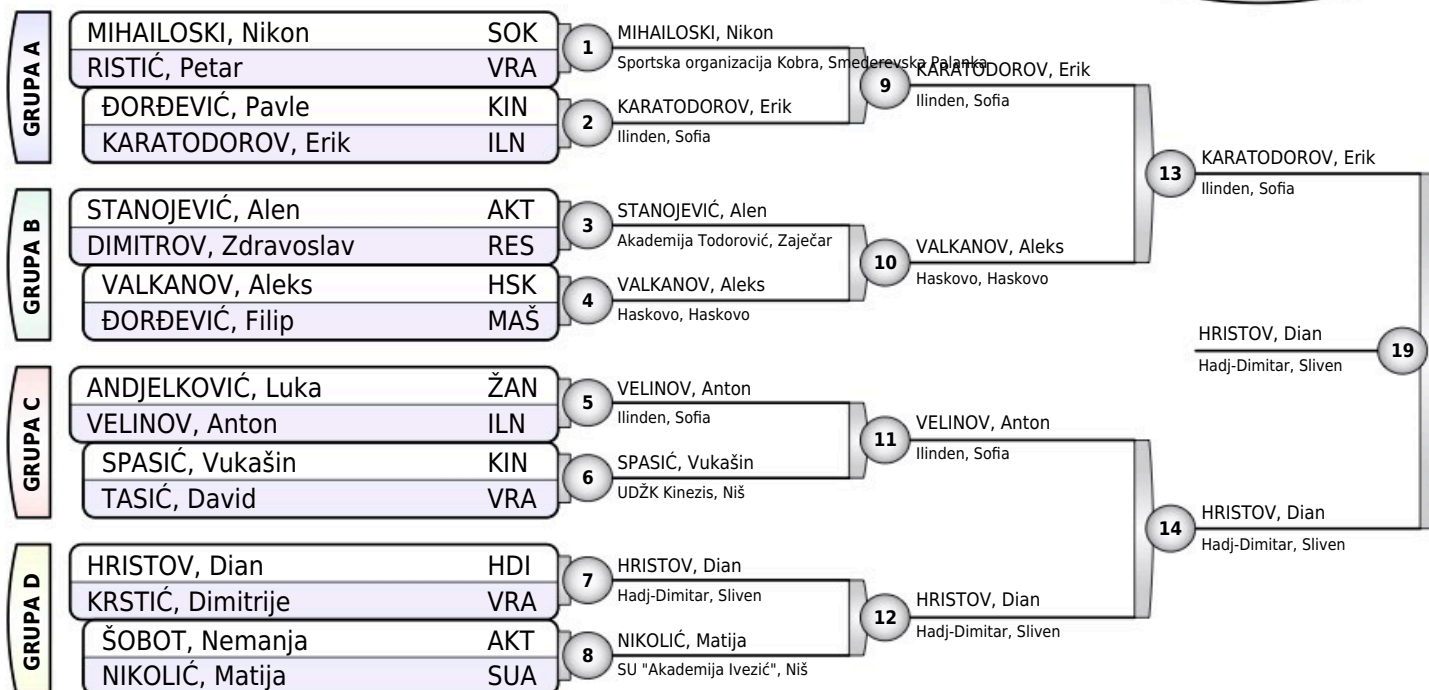 GRUPA A
MIHAILOSKI, Nikon SOK
RISTIĆ, Petar VRA
ĐORĐEVIĆ, Pavle KIN
KARATODOROV, Erik ILN
1
MIHAILOSKI, Nikon
Sportska organizacija Kobra, Smederevska Palanka
2
KARATODOROV, Erik
Ilinden, Sofia
9
KARATODOROV, Erik
Ilinden, Sofia
GRUPA B
STANOJEVIĆ, Alen AKT
DIMITROV, Zdravoslav RES
VALKANOV, Aleks HSK
ĐORĐEVIĆ, Filip MAŠ
3
STANOJEVIĆ, Alen
Akademija Todorović, Zaječar
4
VALKANOV, Aleks
Haskovo, Haskovo
10
VALKANOV, Aleks
Haskovo, Haskovo
13
KARATODOROV, Erik
Ilinden, Sofia
GRUPA C
ANDJELKOVIĆ, Luka ŽAN
VELINOV, Anton ILN
SPASIĆ, Vukašin KIN
TASIĆ, David VRA
5
VELINOV, Anton
Ilinden, Sofia
6
SPASIĆ, Vukašin
UDŽK Kinezis, Niš
11
VELINOV, Anton
Ilinden, Sofia
GRUPA D
HRISTOV, Dian HDI
KRSTIĆ, Dimitrije VRA
ŠOBOT, Nemanja AKT
NIKOLIĆ, Matija SUA
7
HRISTOV, Dian
Hadj-Dimitar, Sliven
8
NIKOLIĆ, Matija
SU "Akademija Ivezić", Niš
12
HRISTOV, Dian
Hadj-Dimitar, Sliven
14
HRISTOV, Dian
Hadj-Dimitar, Sliven
HRISTOV, Dian
Hadj-Dimitar, Sliven
19